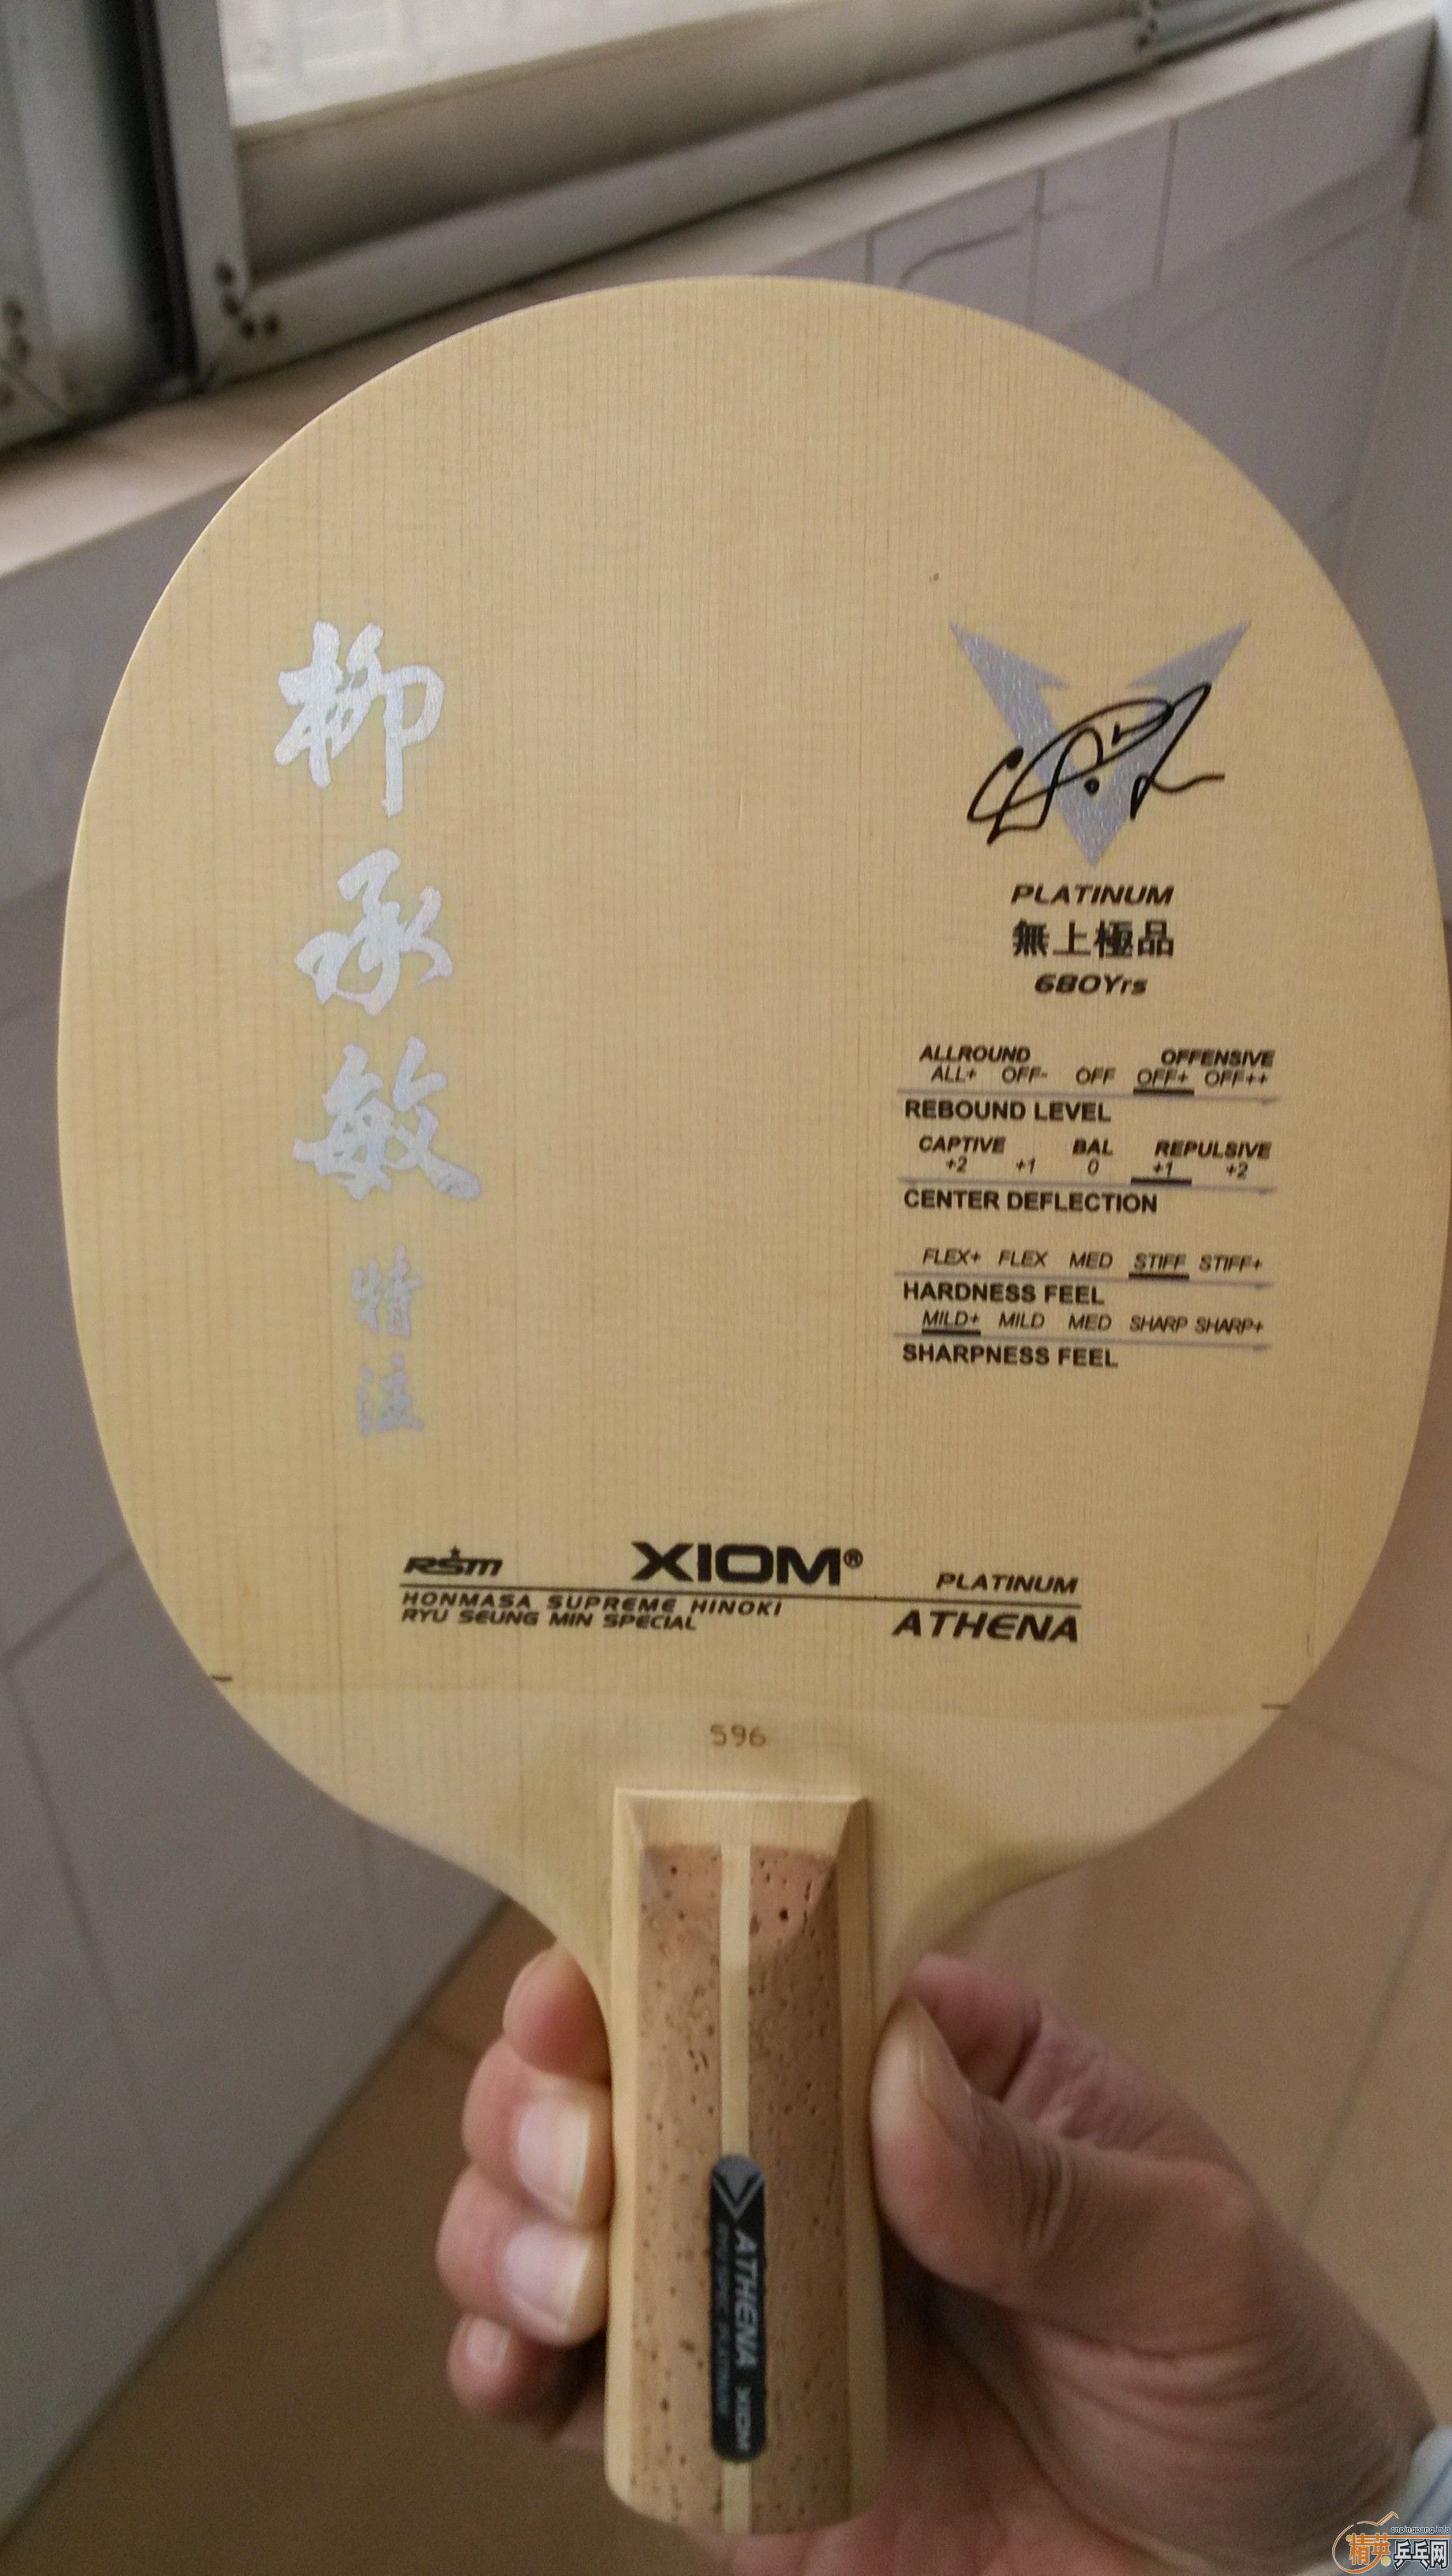 柳承敏
特注
PLATINUM
無上極品
680Yrs
ALLROUND OFFENSIVE
ALL+ OFF- OFF OFF+ OFF++
REBOUND LEVEL
CAPTIVE BAL REPULSIVE
+2 +1 0 +1 +2
CENTER DEFLECTION
FLEX+ FLEX MED STIFF STIFF+
HARDNESS FEEL
MILD+ MILD MED SHARP SHARP+
SHARPNESS FEEL
RSM XIOM® PLATINUM
HONMASA SUPREME HINOKI
RYU SEUNG MIN SPECIAL
ATHENA
596
ATHENA XIOM
cnpingpang.info
精英乒乓网